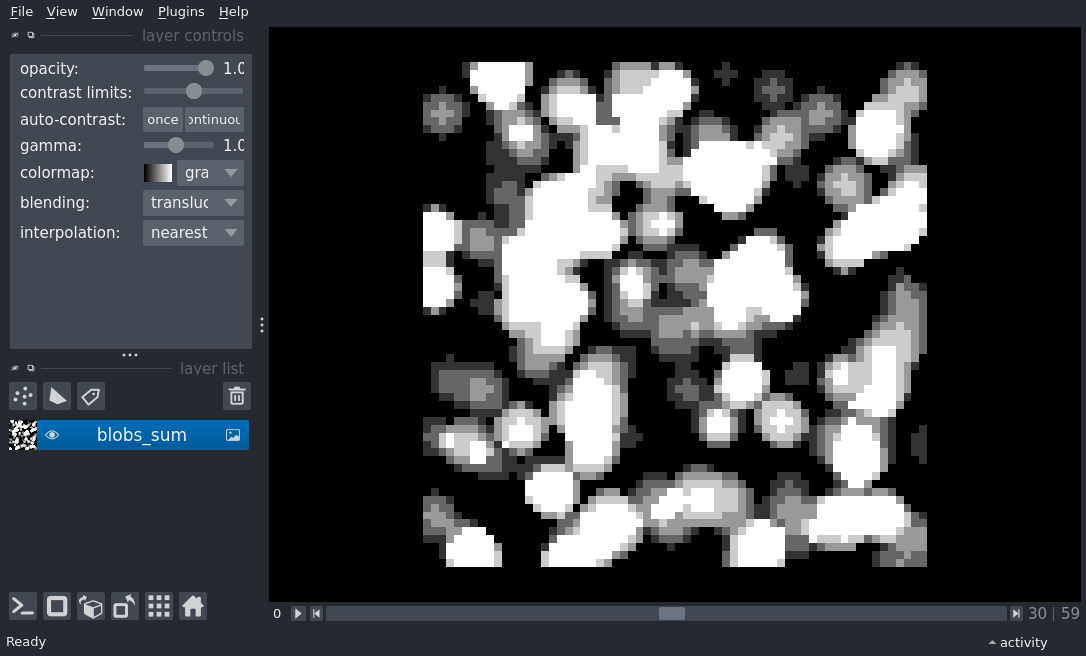 File View Window Plugins Help
layer controls
opacity: 1.0
contrast limits:
auto-contrast: once ontinuou
gamma: 1.0
colormap: gra
blending: transluc
interpolation: nearest
layer list
blobs_sum
0 30 | 59
Ready activity